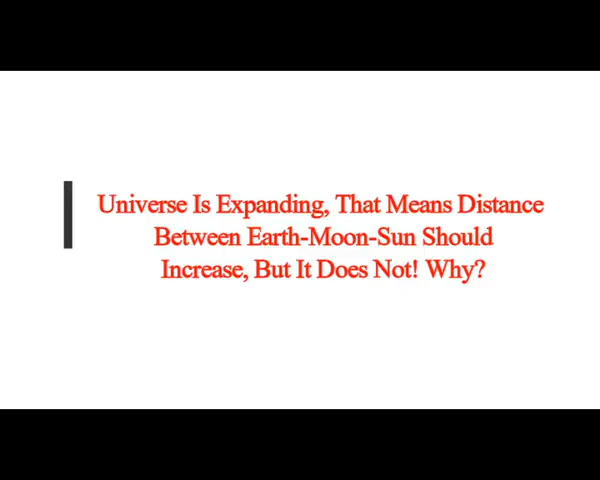 Universe Is Expanding, That Means Distance
Between Earth-Moon-Sun Should
Increase, But It Does Not! Why?